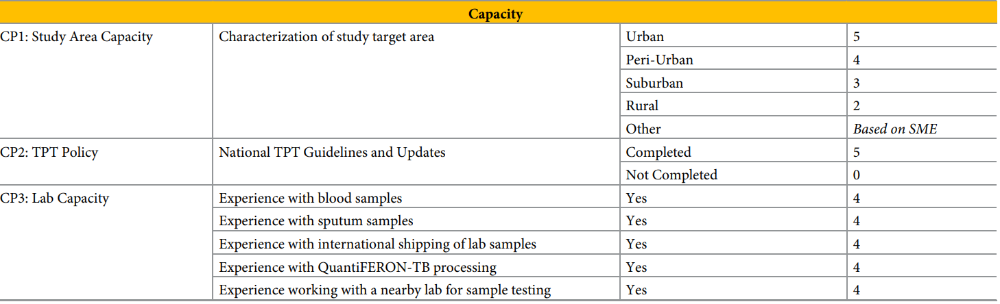 Capacity
CP1: Study Area Capacity Characterization of study target area Urban 5
Peri-Urban 4
Suburban 3
Rural 2
Other Based on SME
CP2: TPT Policy National TPT Guidelines and Updates Completed 5
Not Completed 0
CP3: Lab Capacity Experience with blood samples Yes 4
Experience with sputum samples Yes 4
Experience with international shipping of lab samples Yes 4
Experience with QuantiFERON-TB processing Yes 4
Experience working with a nearby lab for sample testing Yes 4